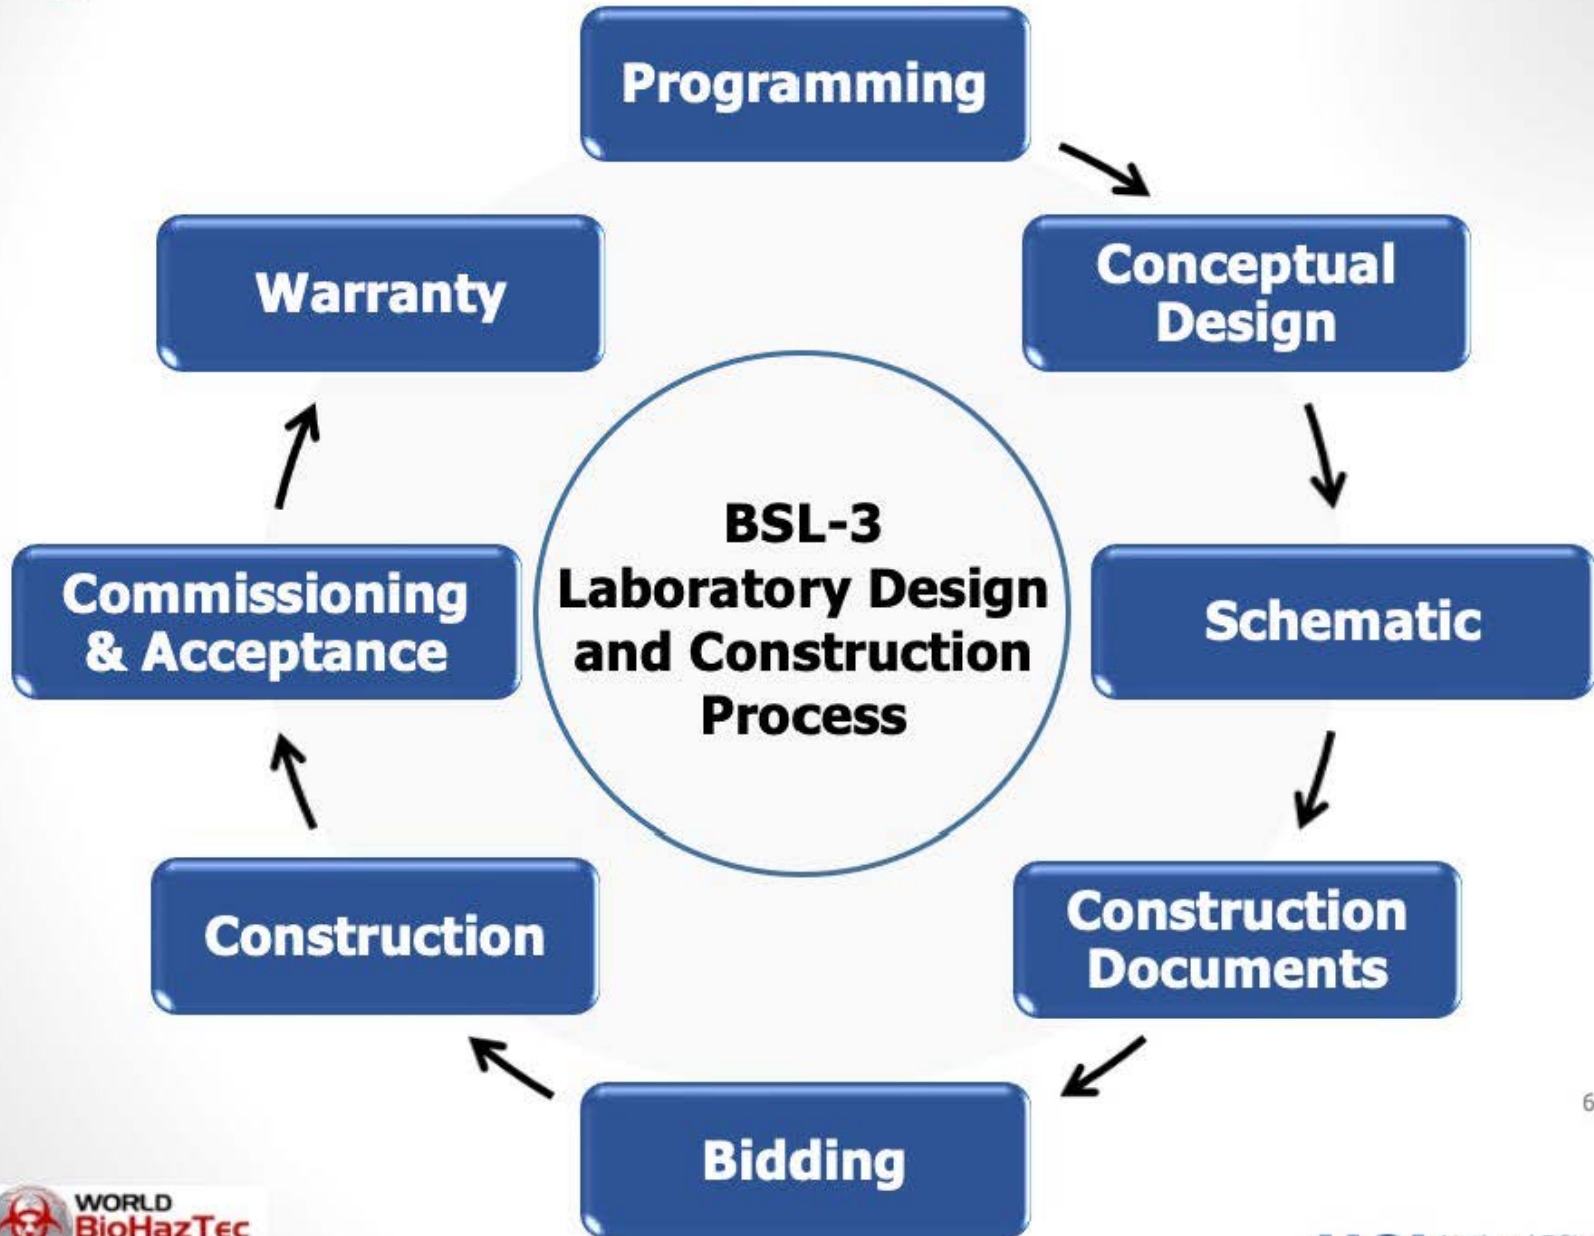 Programming
Conceptual
Design
Schematic
Construction
Documents
Bidding
Construction
Commissioning
& Acceptance
Warranty
BSL-3
Laboratory Design
and Construction
Process
6
WORLD
BioHazTec